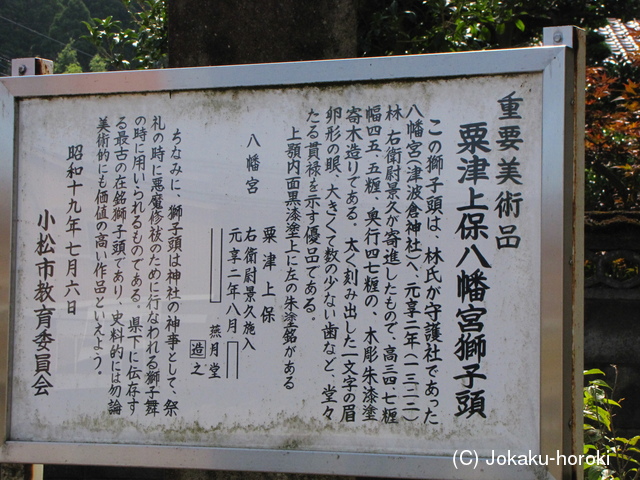 重要美術品
粟津上保八幡宮獅子頭
この獅子頭は、林氏が守護社であった
八幡宮(津波倉神社)へ、元享二年(一三二二)
林 右衛尉景久が寄進したもので、高三四・七糎
幅四五.五糎、奥行四七糎の、木彫朱漆塗
寄木造りである。太く刻み出した一文字の眉
卵形の眼、大きくて数の少ない歯など、堂々
たる貫禄を示す優品である。
上顎内面黒漆塗上に左の朱塗銘がある
粟津上保
八幡宮 右衛尉景久施入
元享二年八月
燕月堂
造之
ちなみに、獅子頭は神社の神事として、祭
礼の時に悪魔修祓のために行なわれる獅子舞
の時に用いられるものである。県下に伝存す
る最古の在銘獅子頭であり、史料的には勿論
美術的にも価値の高い作品といえよう。
昭和十九年七月六日
小松市教育委員会
(C) Jokaku-horoki